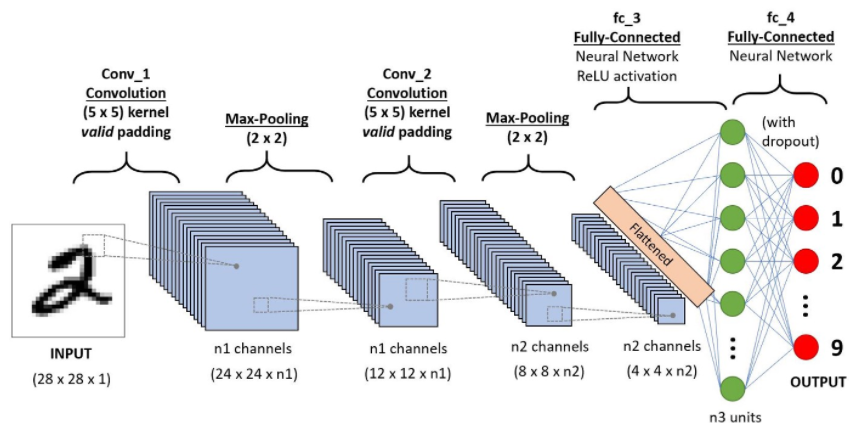 fc_3
Fully-Connected
Neural Network
ReLU activation
fc_4
Fully-Connected
Neural Network
Conv_1
Convolution
(5 x 5) kernel
valid padding
Max-Pooling
(2 x 2)
Conv_2
Convolution
(5 x 5) kernel
valid padding
Max-Pooling
(2 x 2)
(with
dropout)
Flattened
0
1
2
9
INPUT
(28 x 28 x 1)
n1 channels
(24 x 24 x n1)
n1 channels
(12 x 12 x n1)
n2 channels
(8 x 8 x n2)
n2 channels
(4 x 4 x n2)
OUTPUT
n3 units